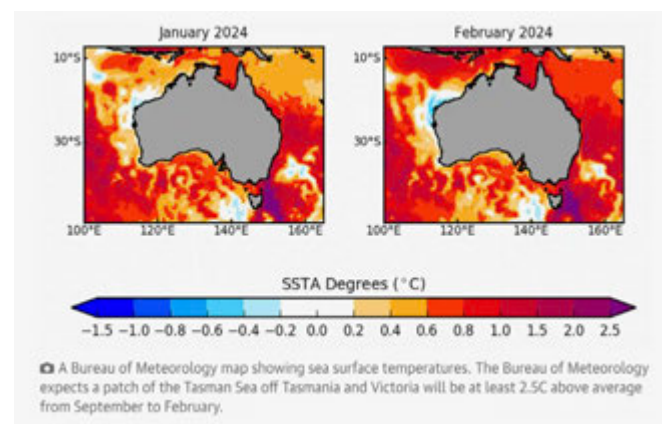 January 2024
February 2024
10°S
30°S
100°E 120°E 140°E 160°E
10°S
30°S
100°E 120°E 140°E 160°E
SSTA Degrees (°C)
−1.5 −1.0 −0.8 −0.6 −0.4 −0.2 0.0 0.2 0.4 0.6 0.8 1.0 1.5 2.0 2.5
A Bureau of Meteorology map showing sea surface temperatures. The Bureau of Meteorology
expects a patch of the Tasman Sea off Tasmania and Victoria will be at least 2.5C above average
from September to February.